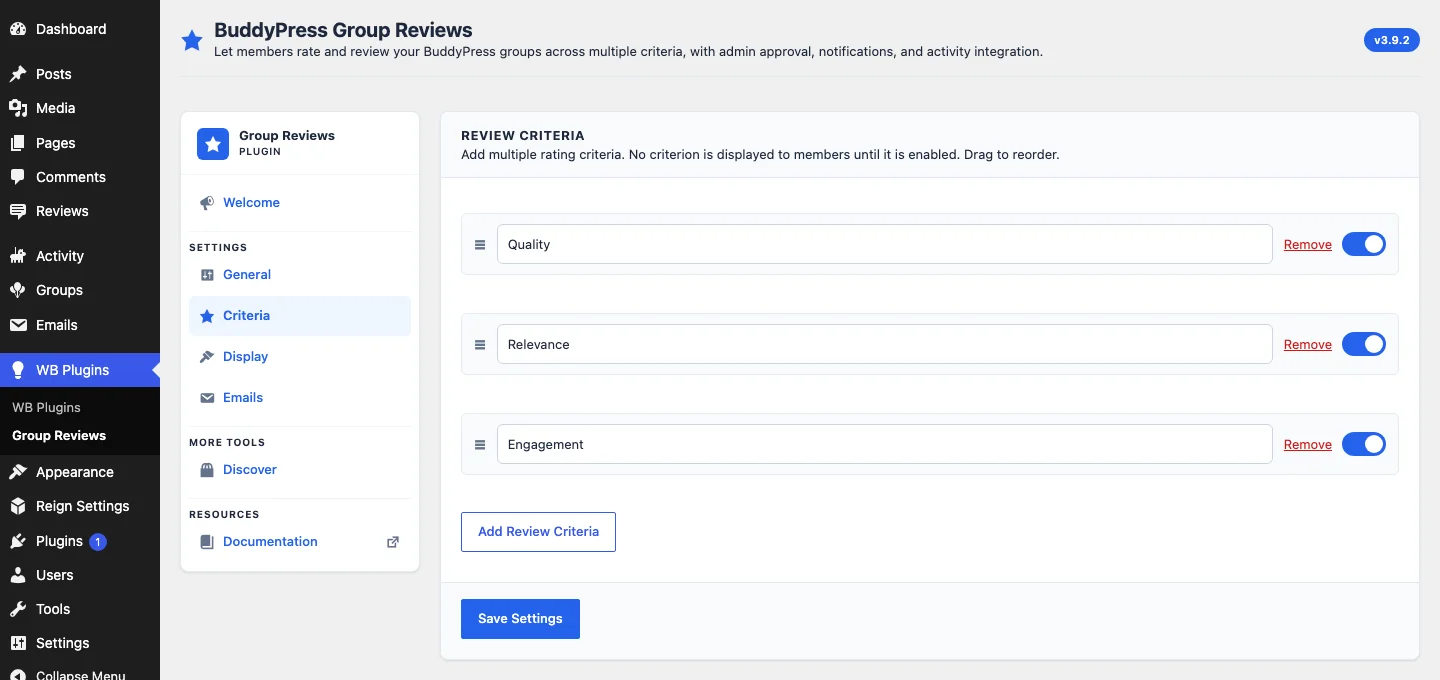 Dashboard
Posts
Media
Pages
Comments
Reviews
Activity
Groups
Emails
WB Plugins
WB Plugins
Group Reviews
Appearance
Reign Settings
Plugins 1
Users
Tools
Settings
Collapse Menu
BuddyPress Group Reviews
Let members rate and review your BuddyPress groups across multiple criteria, with admin approval, notifications, and activity integration.
v3.9.2
Group Reviews
PLUGIN
Welcome
SETTINGS
General
Criteria
Display
Emails
MORE TOOLS
Discover
RESOURCES
Documentation
REVIEW CRITERIA
Add multiple rating criteria. No criterion is displayed to members until it is enabled. Drag to reorder.
Quality Remove
Relevance Remove
Engagement Remove
Add Review Criteria
Save Settings